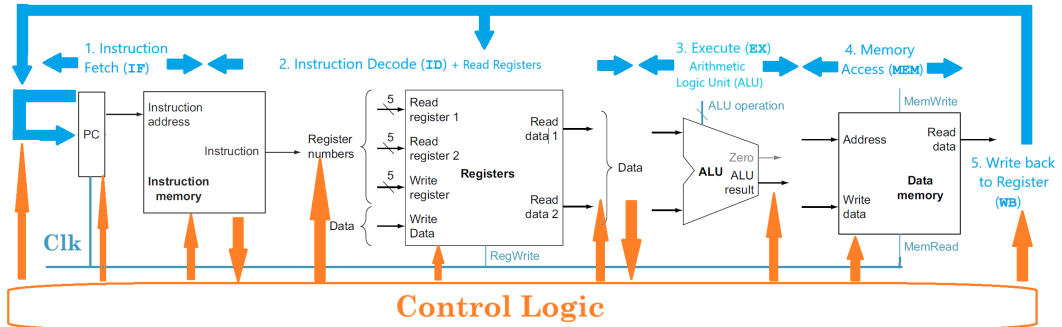 1. Instruction
Fetch (IF)
2. Instruction Decode (ID) + Read Registers
3. Execute (EX)
Arithmetic
Logic Unit (ALU)
4. Memory
Access (MEM)
PC
Instruction
address
Instruction
Instruction
memory
Register
numbers
Data
5
Read
register 1
5
Read
register 2
5
Write
register
Write
Data
Registers
Read
data 1
Read
data 2
RegWrite
Data
ALU operation
ALU
Zero
ALU
result
MemWrite
Address
Read
data
Write
data
Data
memory
MemRead
5. Write back
to Register
(WB)
Clk
Control Logic